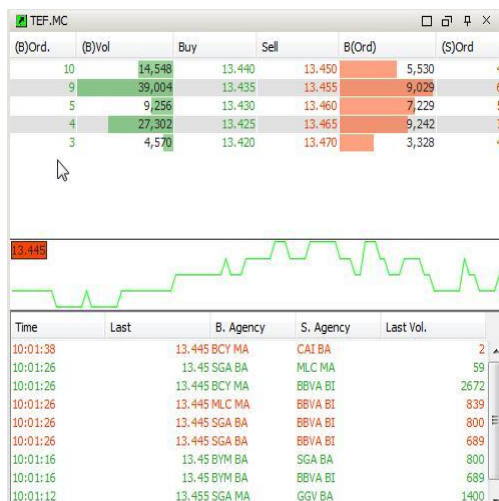 TEF.MC
(B)Ord. (B)Vol Buy Sell B(Ord) (S)Ord
10 14,548 13.440 13.450 5,530
9 39,004 13.435 13.455 9,029
5 9,256 13.430 13.460 7,229
4 27,302 13.425 13.465 9,242
3 4,570 13.420 13.470 3,328
13.445
Time Last B. Agency S. Agency Last Vol.
10:01:38 13.445 BCY MA CAI BA 2
10:01:26 13.45 SGA BA MLC MA 59
10:01:26 13.445 BCY MA BBVA BI 2672
10:01:26 13.445 MLC MA BBVA BI 839
10:01:26 13.445 SGA BA BBVA BI 800
10:01:26 13.445 SGA BA BBVA BI 689
10:01:16 13.45 BYM BA SGA BA 800
10:01:16 13.45 BYM BA BBVA BI 689
10:01:12 13.455 SGA MA GGV BA 1400